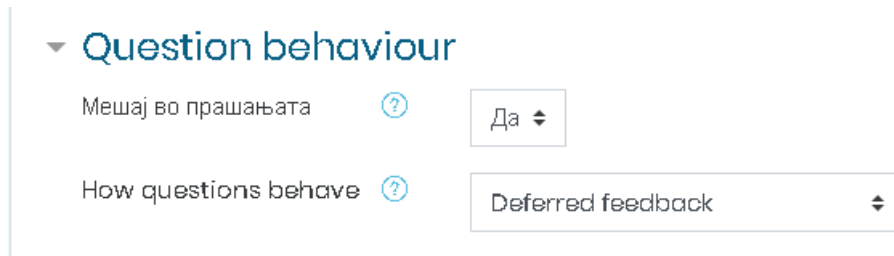 Question behaviour
Мешај во прашањата
Да
How questions behave
Deferred feedback